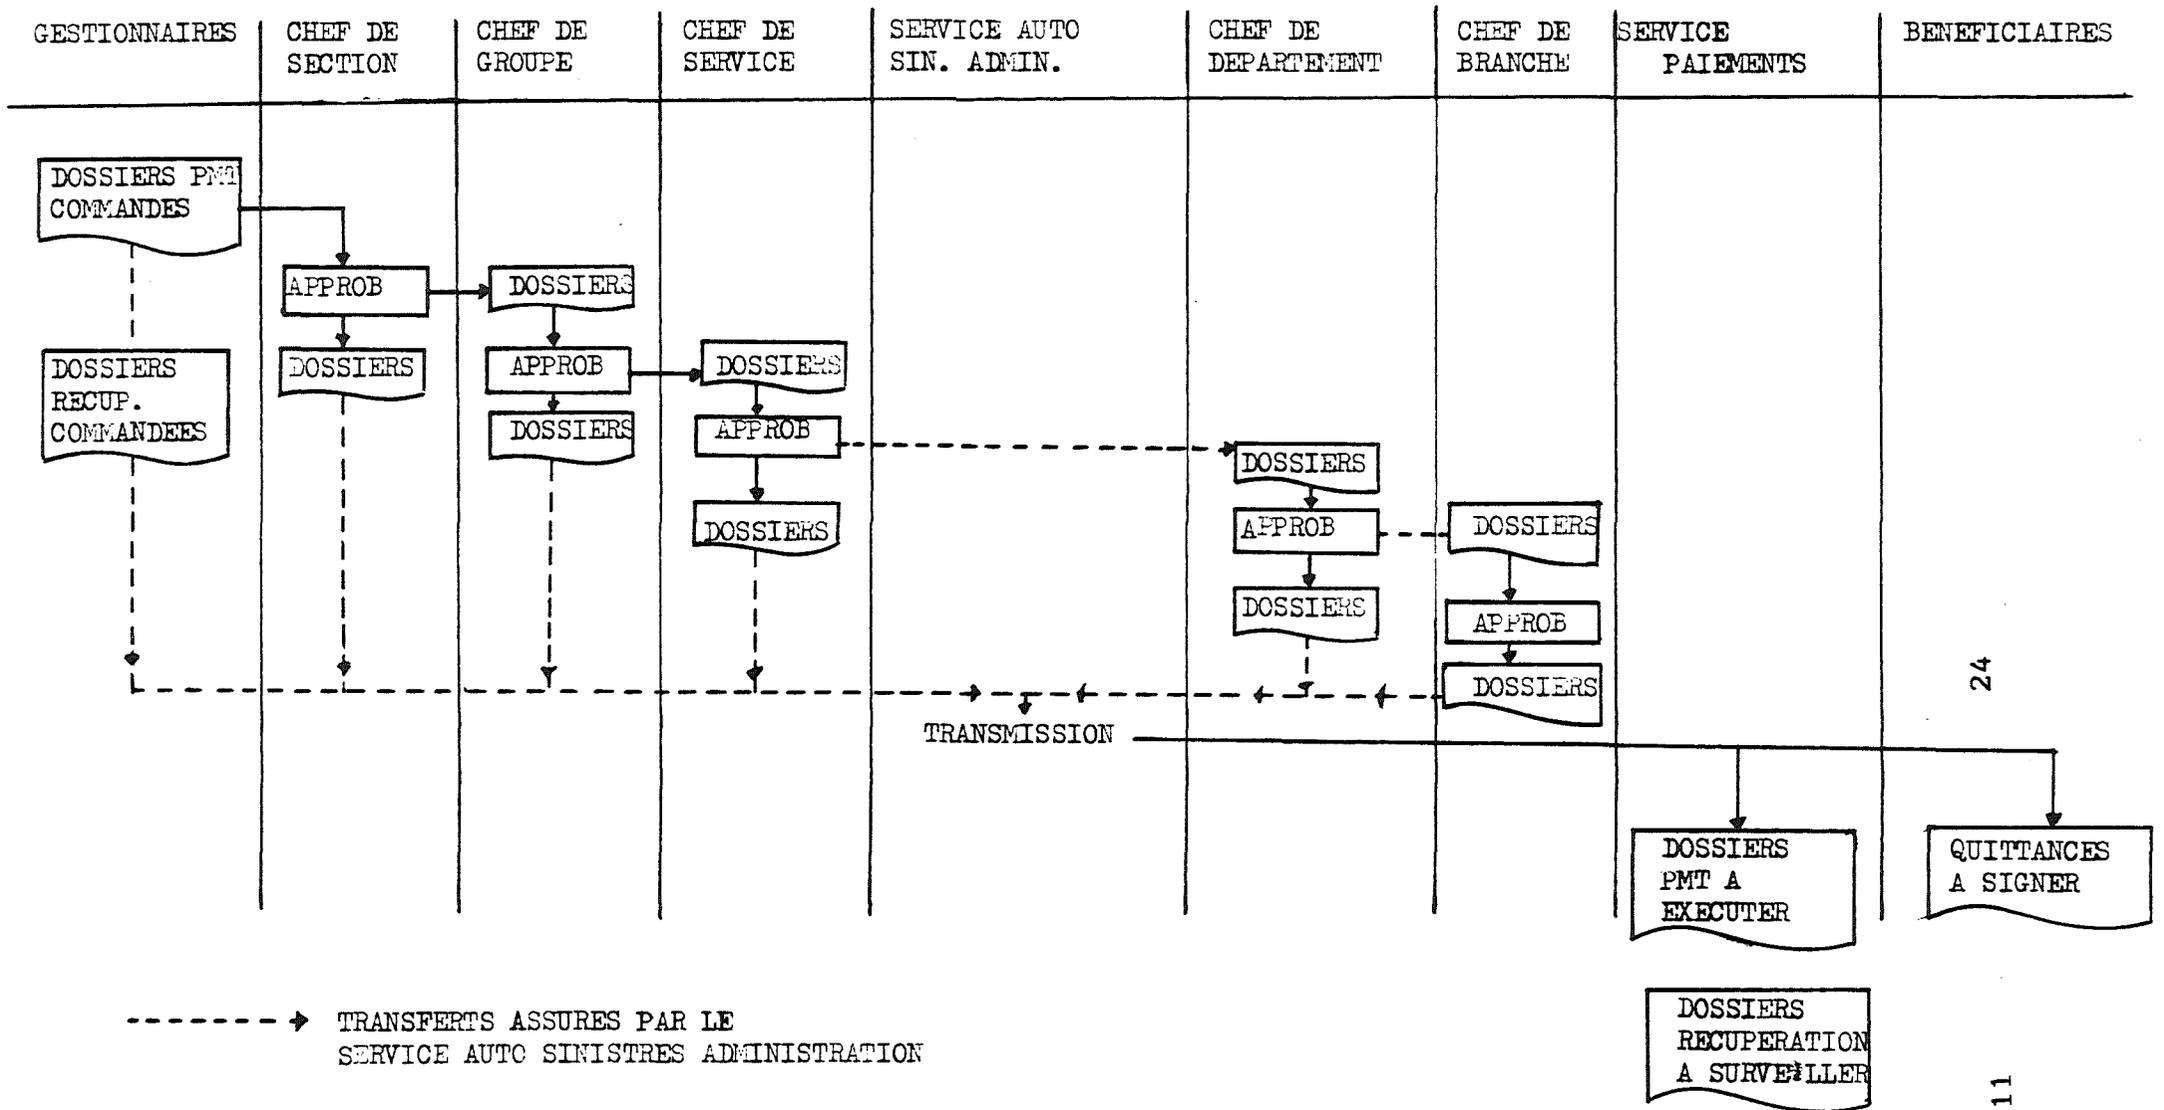 GESTIONNAIRES
CHEF DE
SECTION
CHEF DE
GROUPE
CHEF DE
SERVICE
SERVICE AUTO
SIN. ADMIN.
CHEF DE
DEPARTEMENT
CHEF DE
BRANCHE
SERVICE
PAIEMENTS
BENEFICIAIRES
DOSSIERS PMT
COMMANDES
APPROB
DOSSIERS
DOSSIERS
RECUP.
COMMANDEES
DOSSIERS
APPROB
DOSSIERS
DOSSIERS
APPROB
DOSSIERS
DOSSIERS
APPROB
DOSSIERS
DOSSIERS
APPROB
DOSSIERS
24
TRANSMISSION
DOSSIERS
PMT A
EXECUTER
QUITTANCES
A SIGNER
TRANSFERTS ASSURES PAR LE
SERVICE AUTO SINISTRES ADMINISTRATION
DOSSIERS
RECUPERATION
A SURVEILLER
11